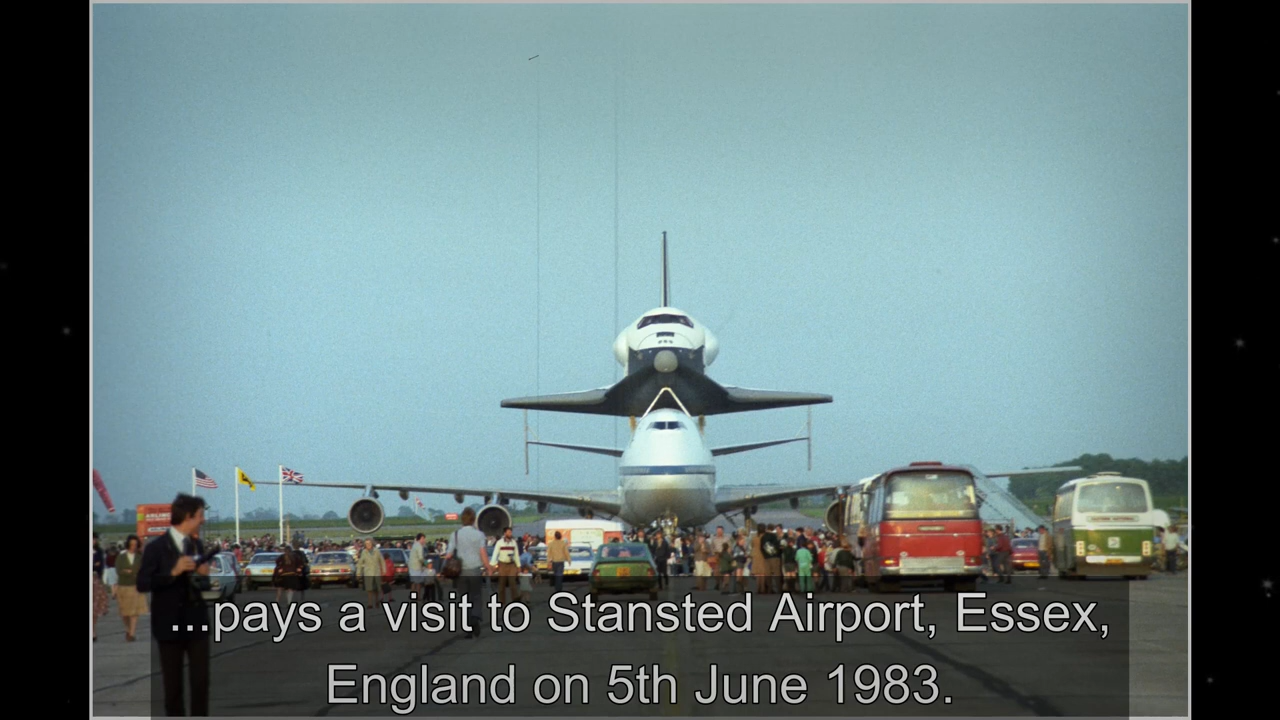 ...pays a visit to Stansted Airport, Essex,
England on 5th June 1983.